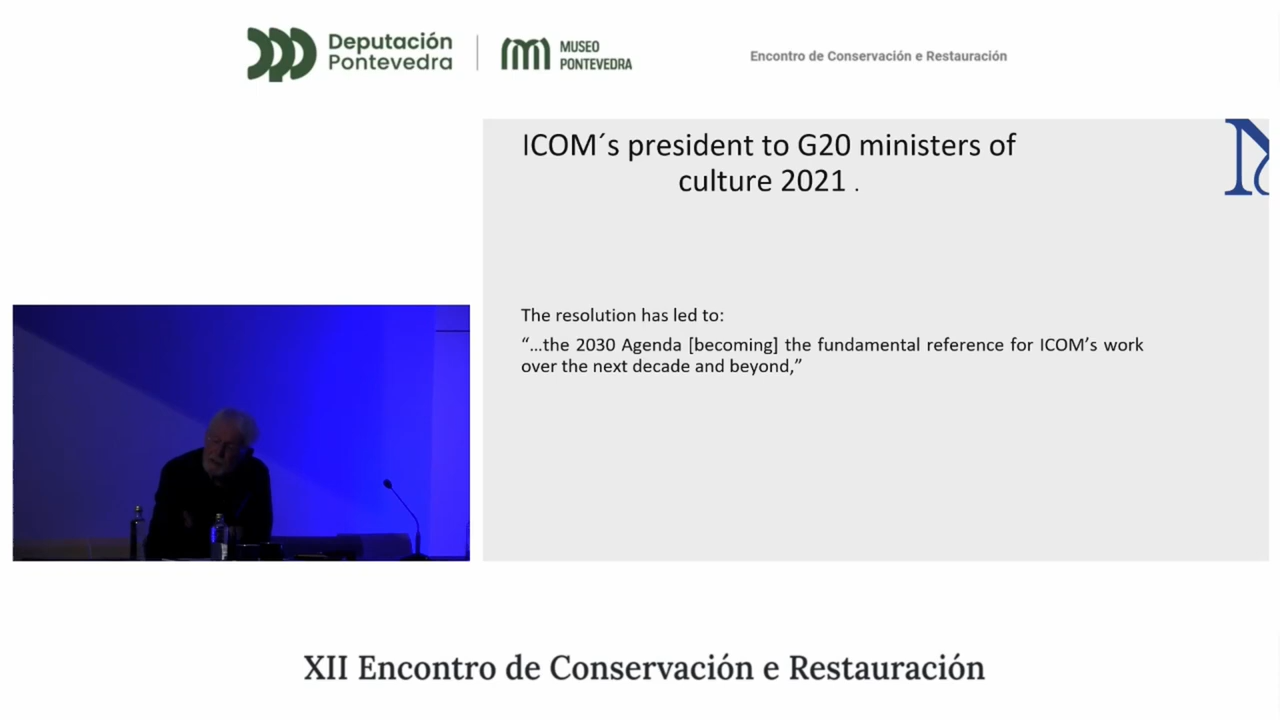 Deputación
Pontevedra
MUSEO
PONTEVEDRA
Encontro de Conservación e Restauración
ICOM´s president to G20 ministers of
culture 2021 .
The resolution has led to:
“…the 2030 Agenda [becoming] the fundamental reference for ICOM’s work
over the next decade and beyond,”
XII Encontro de Conservación e Restauración